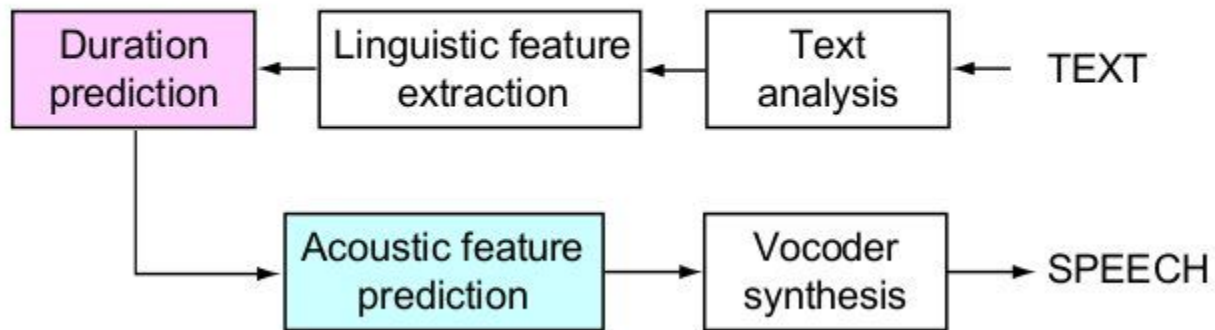 Duration
prediction
Linguistic feature
extraction
Text
analysis
TEXT
Acoustic feature
prediction
Vocoder
synthesis
SPEECH